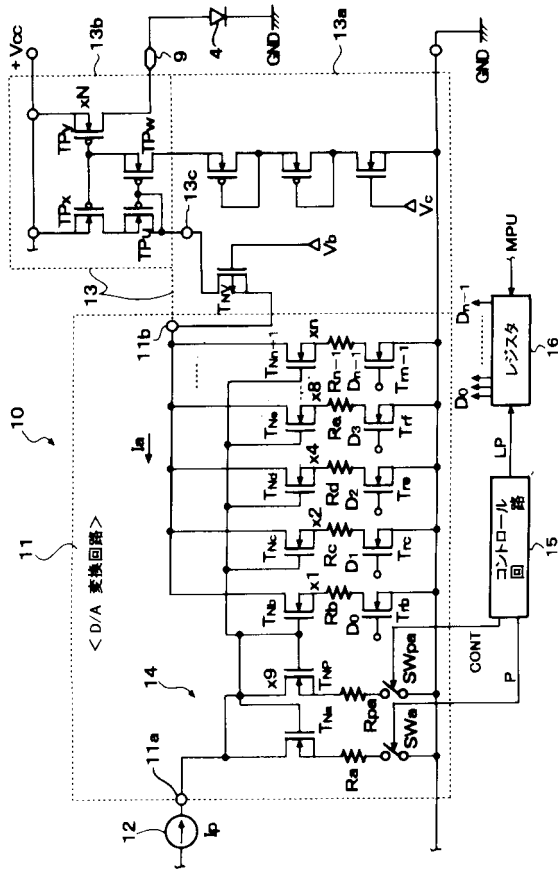 10
11
<D/A 変換回路>
14
12
Ip
11a
Ia
11b
13
13a
13b
13c
+Vcc
TPx
TPy
xN
TPu
TPw
9
4
GND
TNv
Vb
Vc
GND
x9
TNa
TNP
TNb
x1
TNc
x2
TNd
x4
TNe
x8
TNn-1
xn
Ra
Rpa
Rb
Rc
Rd
Re
Rn-1
SWa
SWpa
D0
D1
D2
D3
Dn-1
Trb
Trc
Tre
Trf
Trn-1
P
CONT
コントロール
回路
15
LP
レジスタ
16
D0
Dn-1
MPU